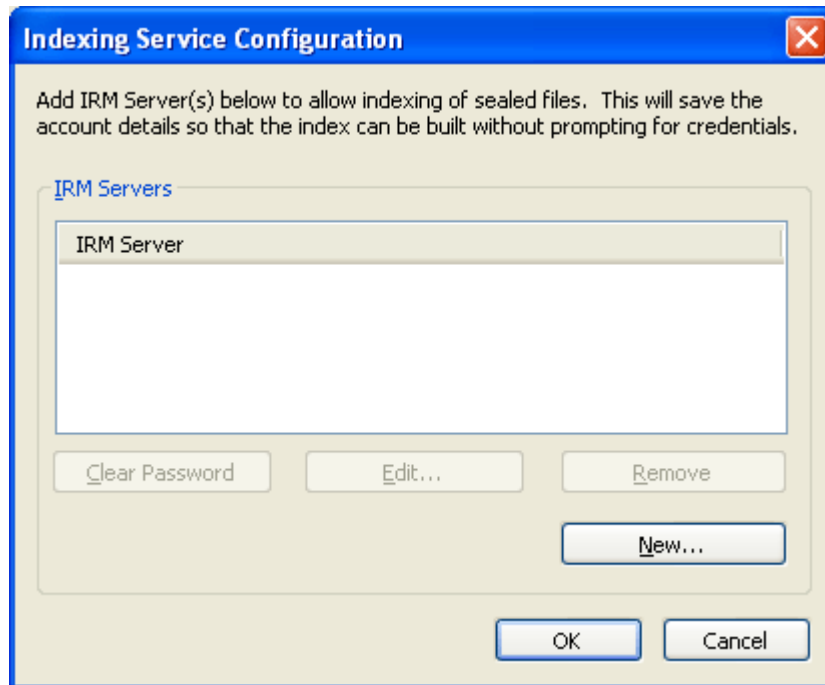 Indexing Service Configuration
Add IRM Server(s) below to allow indexing of sealed files.  This will save the
account details so that the index can be built without prompting for credentials.
IRM Servers
IRM Server
Clear Password
Edit...
Remove
New...
OK
Cancel